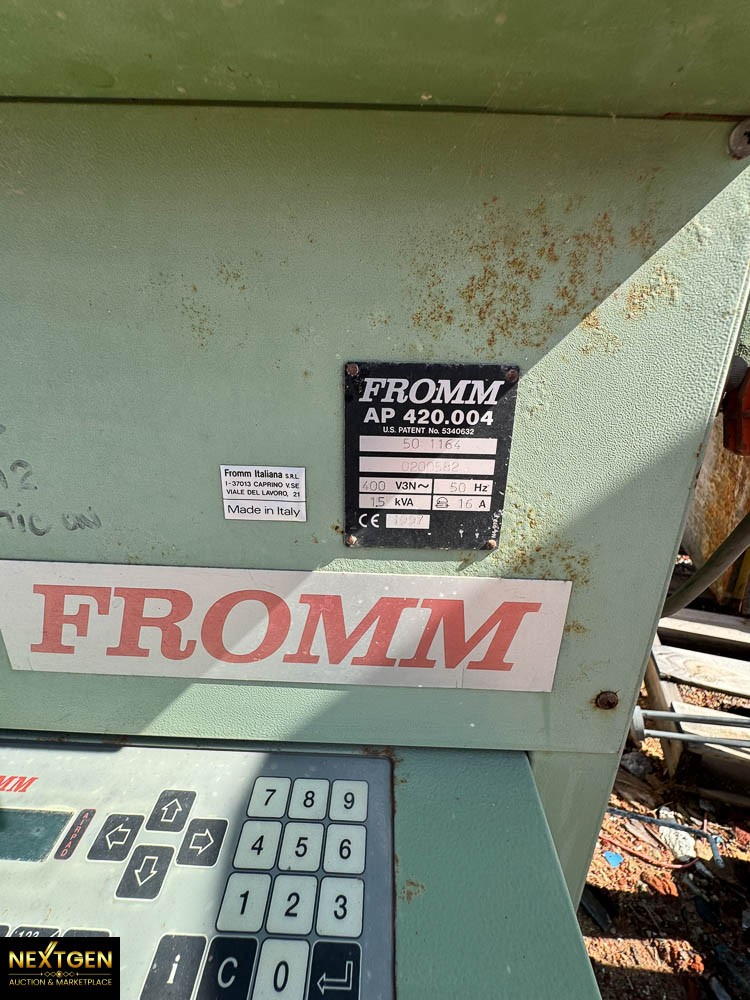 FROMM
AP 420.004
U.S. PATENT No. 5340632
50 1164
0200582
400 V3N~ 50 Hz
1,5 kVA 16 A
CE 1997
Fromm Italiana S.R.L.
I-37013 CAPRINO V.SE
VIALE DEL LAVORO, 21
Made in Italy
FROMM
AIRPAD
7 8 9
4 5 6
1 2 3
i C 0
NEXTGEN
AUCTION & MARKETPLACE